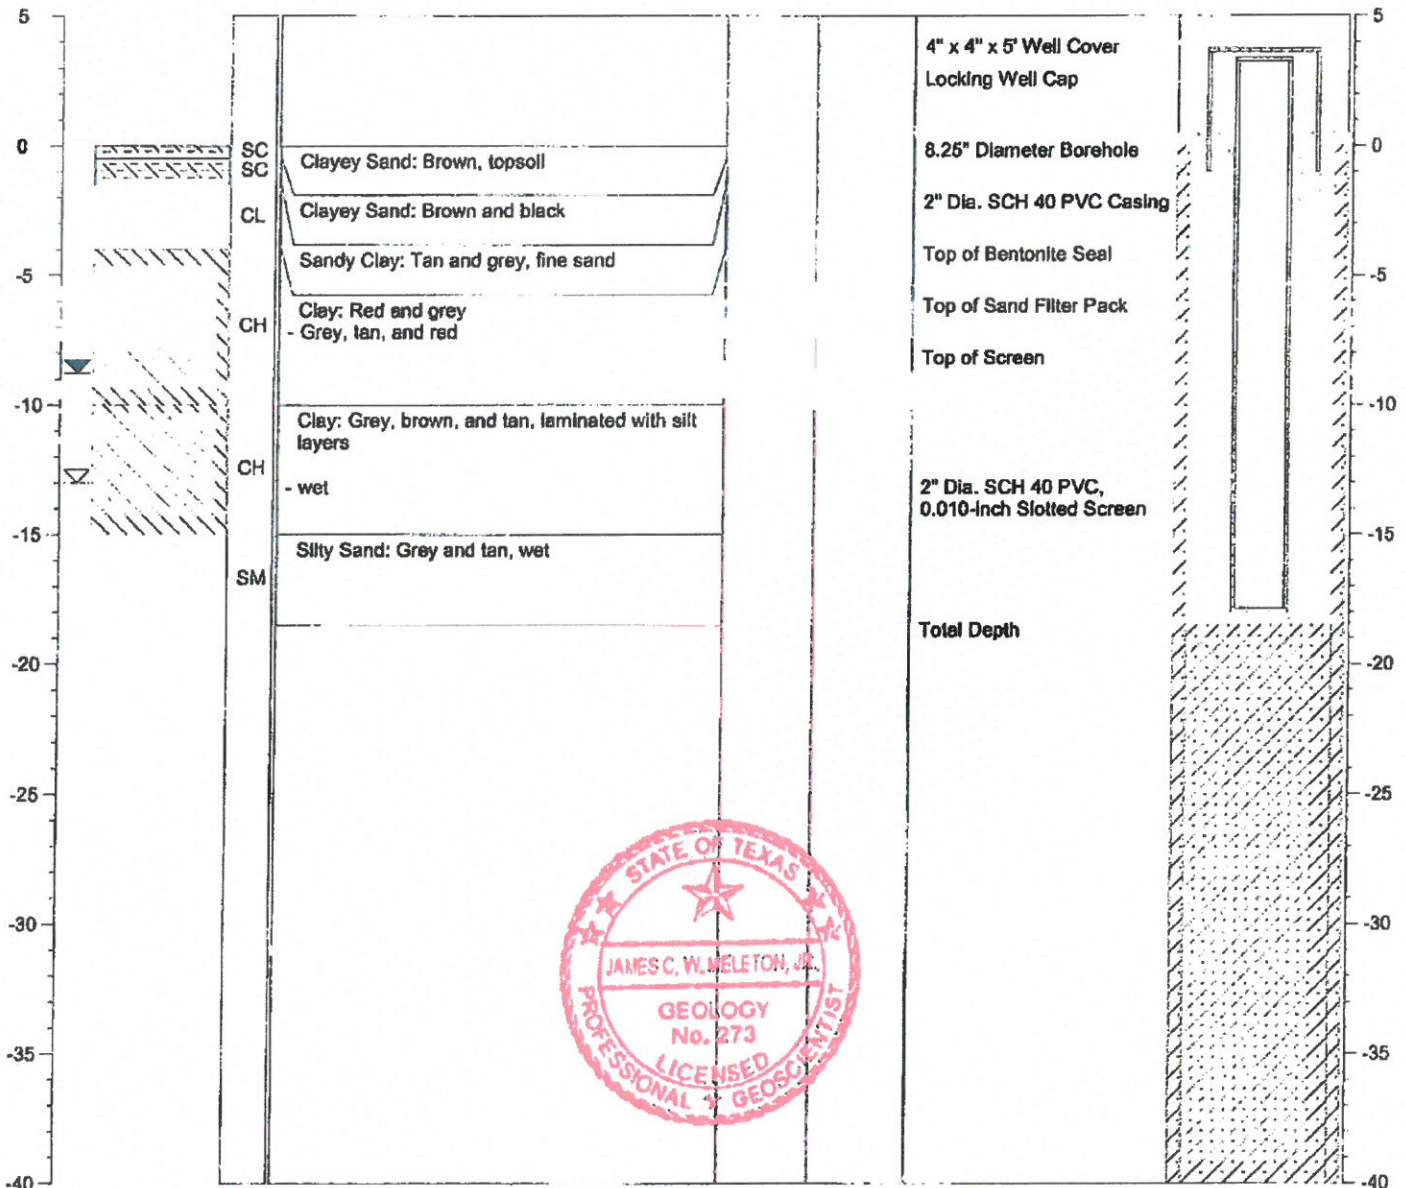 5
4" x 4" x 5' Well Cover
5
Locking Well Cap
0
SC
Clayey Sand: Brown, topsoil
8.25" Diameter Borehole
0
SC
CL
Clayey Sand: Brown and black
2" Dia. SCH 40 PVC Casing
Sandy Clay: Tan and grey, fine sand
Top of Bentonite Seal
-5
-5
CH
Clay: Red and grey
- Grey, tan, and red
Top of Sand Filter Pack
Top of Screen
-10
-10
Clay: Grey, brown, and tan, laminated with silt
layers
CH
- wet
2" Dia. SCH 40 PVC,
0.010-inch Slotted Screen
-15
-15
Silty Sand: Grey and tan, wet
SM
Total Depth
-20
-20
-25
-25
STATE OF TEXAS
-30
-30
JAMES C. W. MELETON, JR.
GEOLOGY
No. 273
LICENSED
PROFESSIONAL GEOSCIENTIST
-35
-35
-40
-40